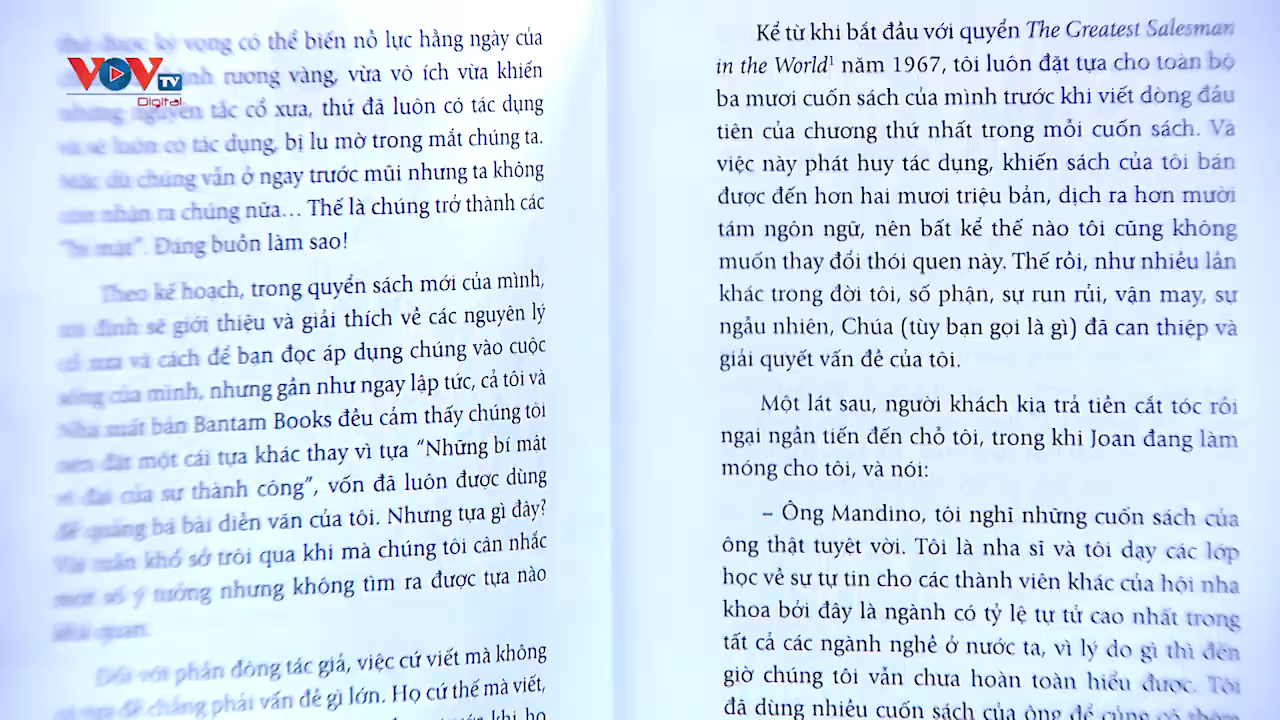 VOV TV
Digital
thứ được kỳ vọng có thể biến nỗ lực hằng ngày của
rương vàng, vừa vô ích vừa khiến
những nguyên tắc cổ xưa, thứ đã luôn có tác dụng
và sẽ luôn có tác dụng, bị lu mờ trong mắt chúng ta.
Mặc dù chúng vẫn ở ngay trước mũi nhưng ta không
còn nhận ra chúng nữa… Thế là chúng trở thành các
"bí mật". Đáng buồn làm sao!
Theo kế hoạch, trong quyển sách mới của mình,
tôi định sẽ giới thiệu và giải thích về các nguyên lý
cổ xưa và cách để bạn đọc áp dụng chúng vào cuộc
sống của mình, nhưng gần như ngay lập tức, cả tôi và
Nhà xuất bản Bantam Books đều cảm thấy chúng tôi
nên đặt một cái tựa khác thay vì tựa "Những bí mật
vĩ đại của sự thành công", vốn đã luôn được dùng
để quảng bá bài diễn văn của tôi. Nhưng tựa gì đây?
Vài tuần khổ sở trôi qua khi mà chúng tôi cân nhắc
một số ý tưởng nhưng không tìm ra được tựa nào
khả quan.
Đối với phần đông tác giả, việc cứ viết mà không
phải vấn đề gì lớn. Họ cứ thế mà viết,
khi họ
Kể từ khi bắt đầu với quyển The Greatest Salesman
in the World¹ năm 1967, tôi luôn đặt tựa cho toàn bộ
ba mươi cuốn sách của mình trước khi viết dòng đầu
tiên của chương thứ nhất trong mỗi cuốn sách. Và
việc này phát huy tác dụng, khiến sách của tôi bán
được đến hơn hai mươi triệu bản, dịch ra hơn mười
tám ngôn ngữ, nên bất kể thế nào tôi cũng không
muốn thay đổi thói quen này. Thế rồi, như nhiều lần
khác trong đời tôi, số phận, sự run rủi, vận may, sự
ngẫu nhiên, Chúa (tùy bạn gọi là gì) đã can thiệp và
giải quyết vấn đề của tôi.
Một lát sau, người khách kia trả tiền cắt tóc rồi
ngại ngần tiến đến chỗ tôi, trong khi Joan đang làm
móng cho tôi, và nói:
– Ông Mandino, tôi nghĩ những cuốn sách của
ông thật tuyệt vời. Tôi là nha sĩ và tôi dạy các lớp
học về sự tự tin cho các thành viên khác của hội nha
khoa bởi đây là ngành có tỷ lệ tự tử cao nhất trong
tất cả các ngành nghề ở nước ta, vì lý do gì thì đến
giờ chúng tôi vẫn chưa hoàn toàn hiểu được. Tôi
đã dùng nhiều cuốn sách của ông để củng cố thêm